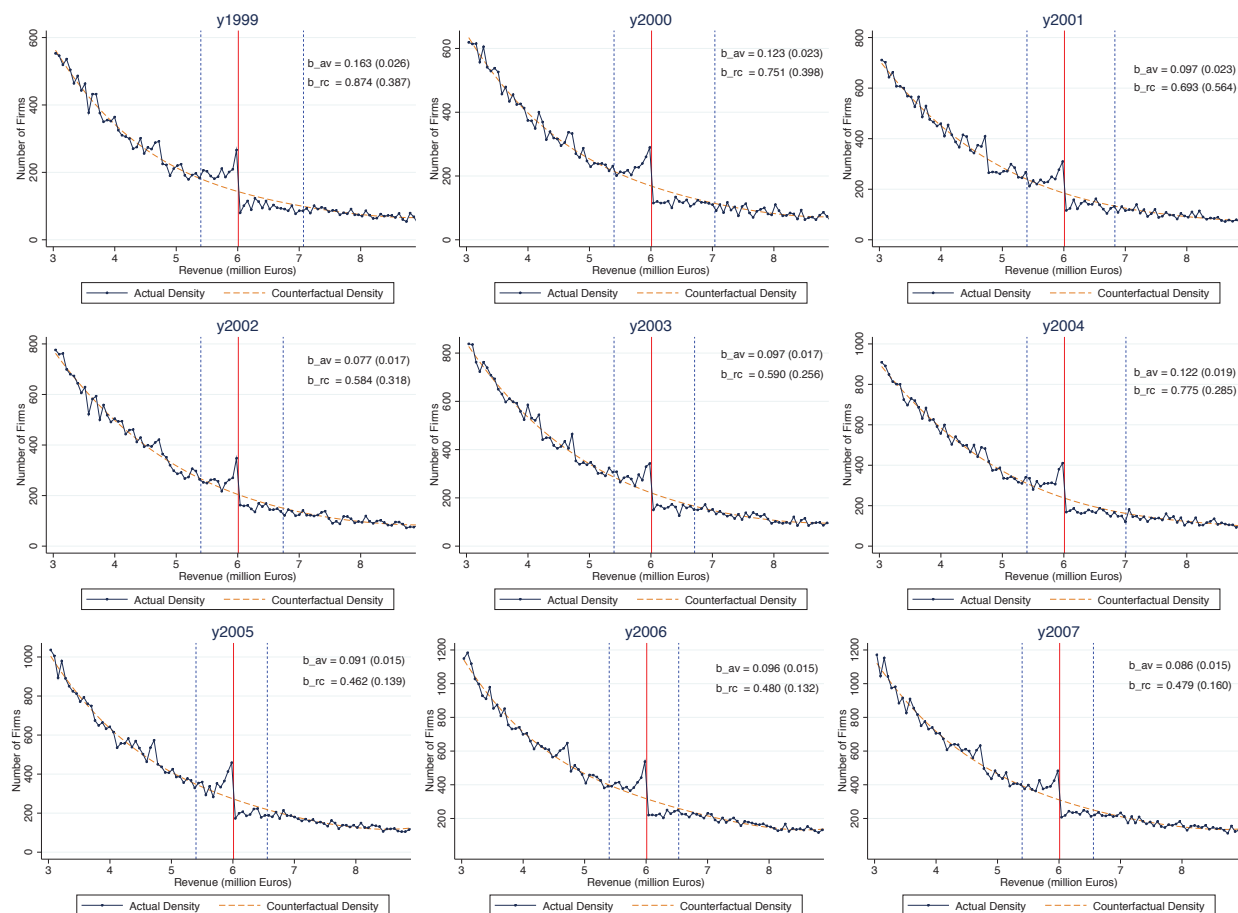 y1999
600
400
200
0
Number of Firms
b_av = 0.163 (0.026)
b_rc = 0.874 (0.387)
3 4 5 6 7 8
Revenue (million Euros)
Actual Density Counterfactual Density
y2000
600
400
200
0
Number of Firms
b_av = 0.123 (0.023)
b_rc = 0.751 (0.398)
3 4 5 6 7 8
Revenue (million Euros)
Actual Density Counterfactual Density
y2001
800
600
400
200
0
Number of Firms
b_av = 0.097 (0.023)
b_rc = 0.693 (0.564)
3 4 5 6 7 8
Revenue (million Euros)
Actual Density Counterfactual Density
y2002
800
600
400
200
0
Number of Firms
b_av = 0.077 (0.017)
b_rc = 0.584 (0.318)
3 4 5 6 7 8
Revenue (million Euros)
Actual Density Counterfactual Density
y2003
800
600
400
200
0
Number of Firms
b_av = 0.097 (0.017)
b_rc = 0.590 (0.256)
3 4 5 6 7 8
Revenue (million Euros)
Actual Density Counterfactual Density
y2004
1000
800
600
400
200
0
Number of Firms
b_av = 0.122 (0.019)
b_rc = 0.775 (0.285)
3 4 5 6 7 8
Revenue (million Euros)
Actual Density Counterfactual Density
y2005
1000
800
600
400
200
0
Number of Firms
b_av = 0.091 (0.015)
b_rc = 0.462 (0.139)
3 4 5 6 7 8
Revenue (million Euros)
Actual Density Counterfactual Density
y2006
1200
1000
800
600
400
200
Number of Firms
b_av = 0.096 (0.015)
b_rc = 0.480 (0.132)
3 4 5 6 7 8
Revenue (million Euros)
Actual Density Counterfactual Density
y2007
1200
1000
800
600
400
200
Number of Firms
b_av = 0.086 (0.015)
b_rc = 0.479 (0.160)
3 4 5 6 7 8
Revenue (million Euros)
Actual Density Counterfactual Density